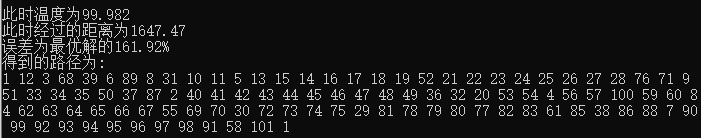 此时温度为99.982
此时经过的距离为1647.47
误差为最优解的161.92%
得到的路径为:
1 12 3 68 39 6 89 8 31 10 11 5 13 15 14 16 17 18 19 52 21 22 23 24 25 26 27 28 76 71 9
51 33 34 35 50 37 87 2 40 41 42 43 44 45 46 47 48 49 36 32 20 53 54 4 56 57 100 59 60 8
4 62 63 64 65 66 67 55 69 70 30 72 73 74 75 29 81 78 79 80 77 82 83 61 85 38 86 88 7 90
99 92 93 94 95 96 97 98 91 58 101 1